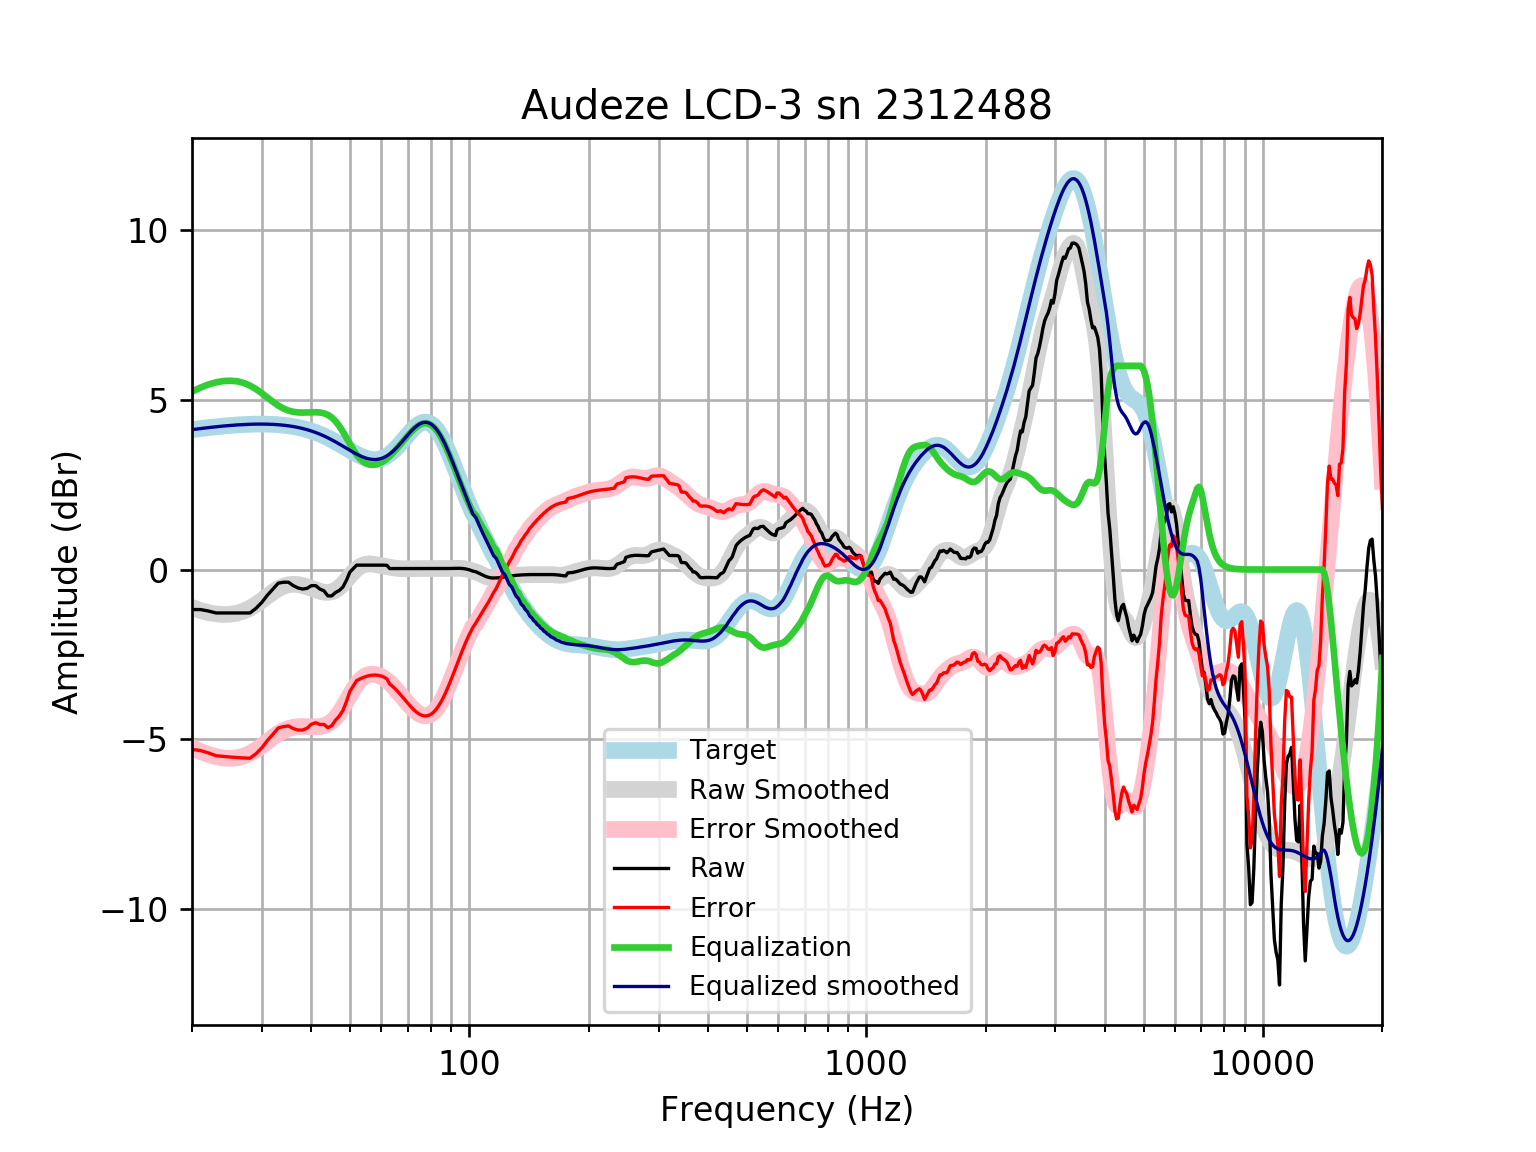 Audeze LCD-3 sn 2312488
10
5
0
−5
−10
Amplitude (dBr)
Target
Raw Smoothed
Error Smoothed
Raw
Error
Equalization
Equalized smoothed
100 1000 10000
Frequency (Hz)